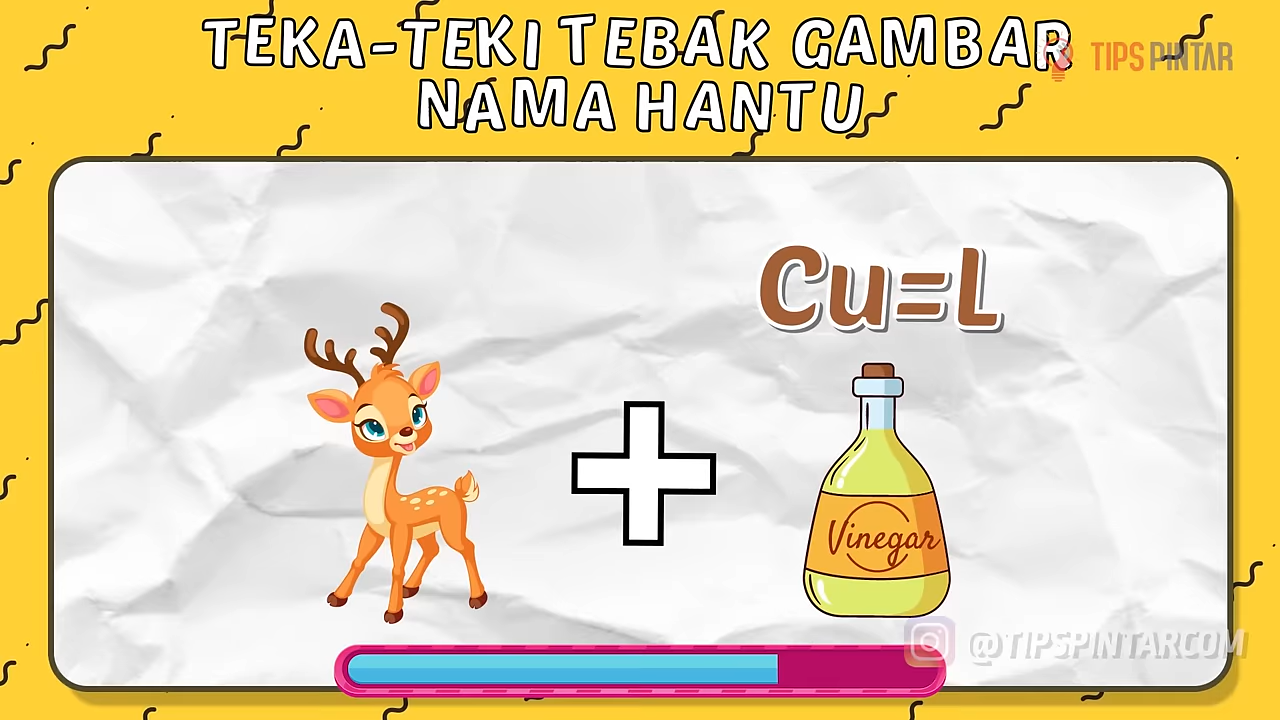 TEKA-TEKI TEBAK GAMBAR
NAMA HANTU
TIPS PINTAR
Cu=L
Vinegar
@TIPSPINTARCOM